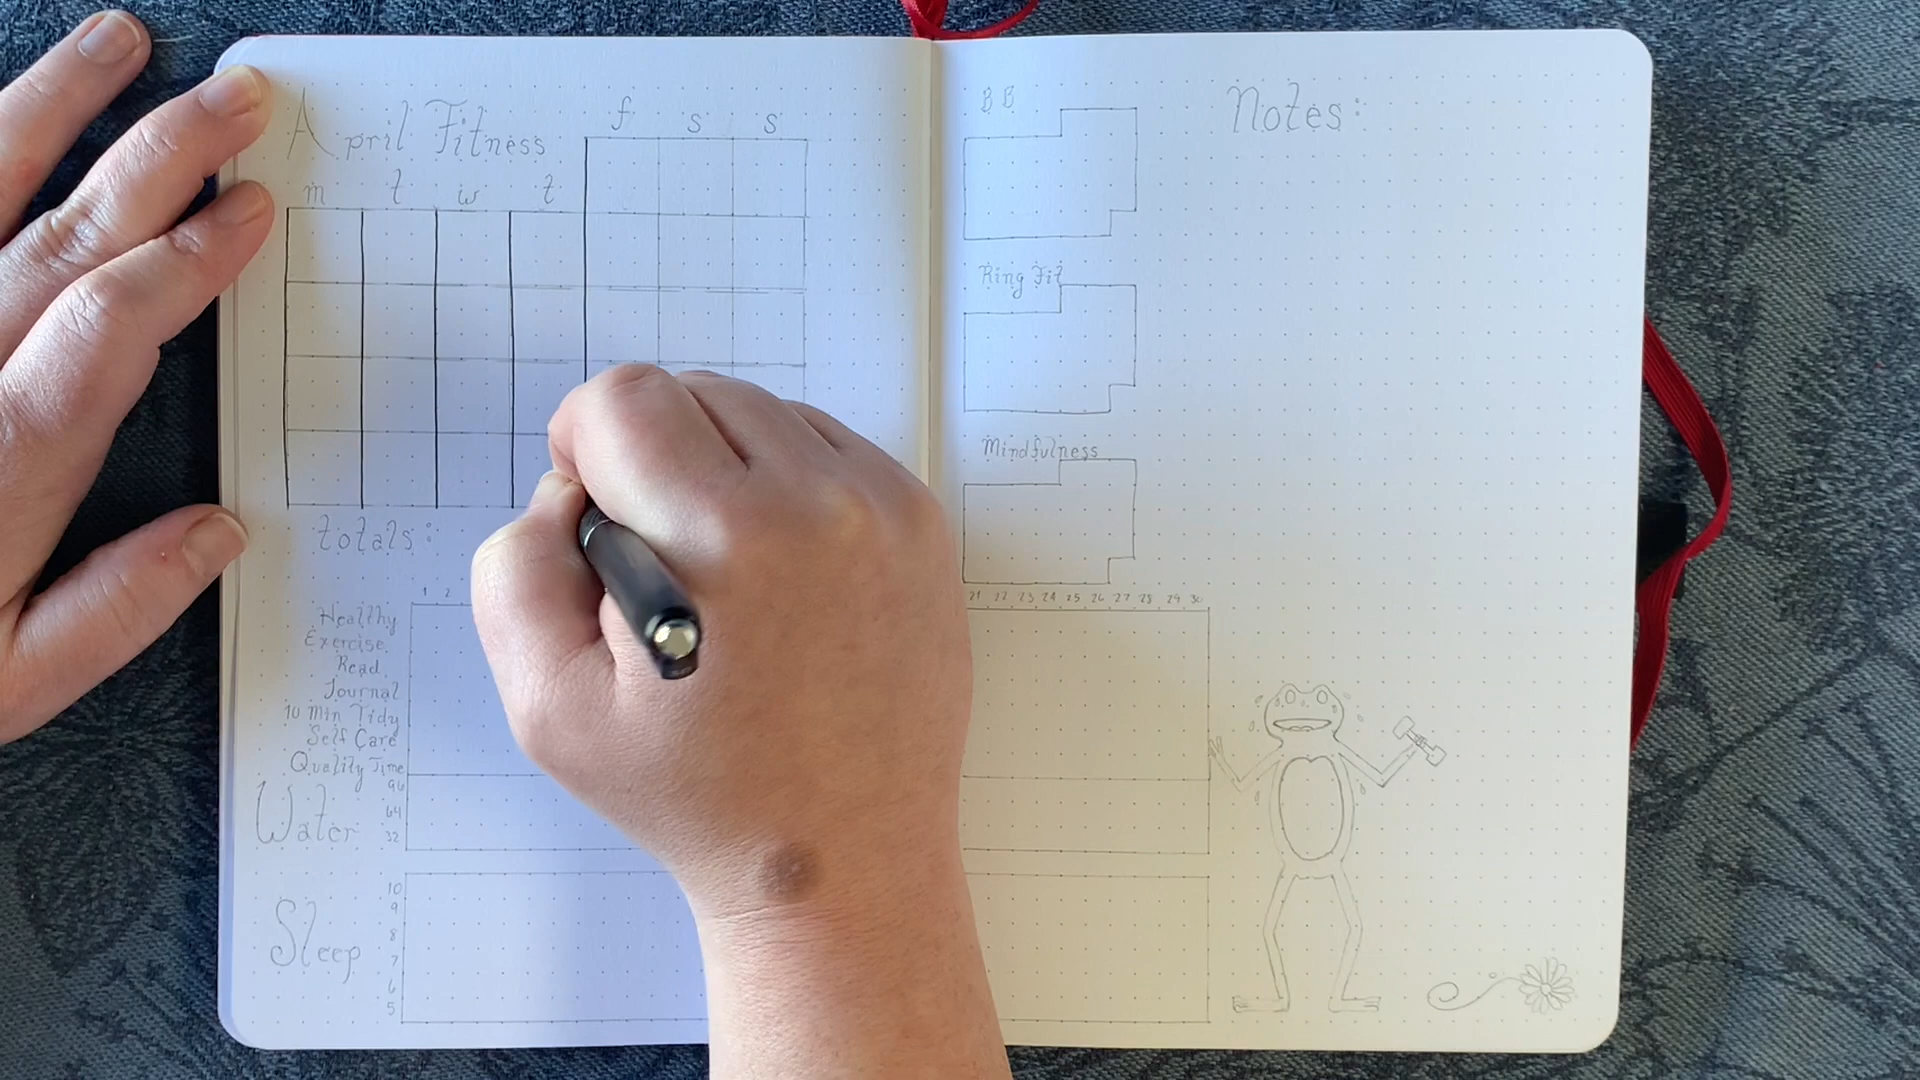 April Fitness
f s s
m t w t
totals:
1 2
Healthy
Exercise
Read
Journal
10 Min Tidy
Self Care
Quality Time
96
64
32
Water
10
9
8
7
6
5
Sleep
BB
Ring Fit
Mindfulness
21 22 23 24 25 26 27 28 29 30
Notes: